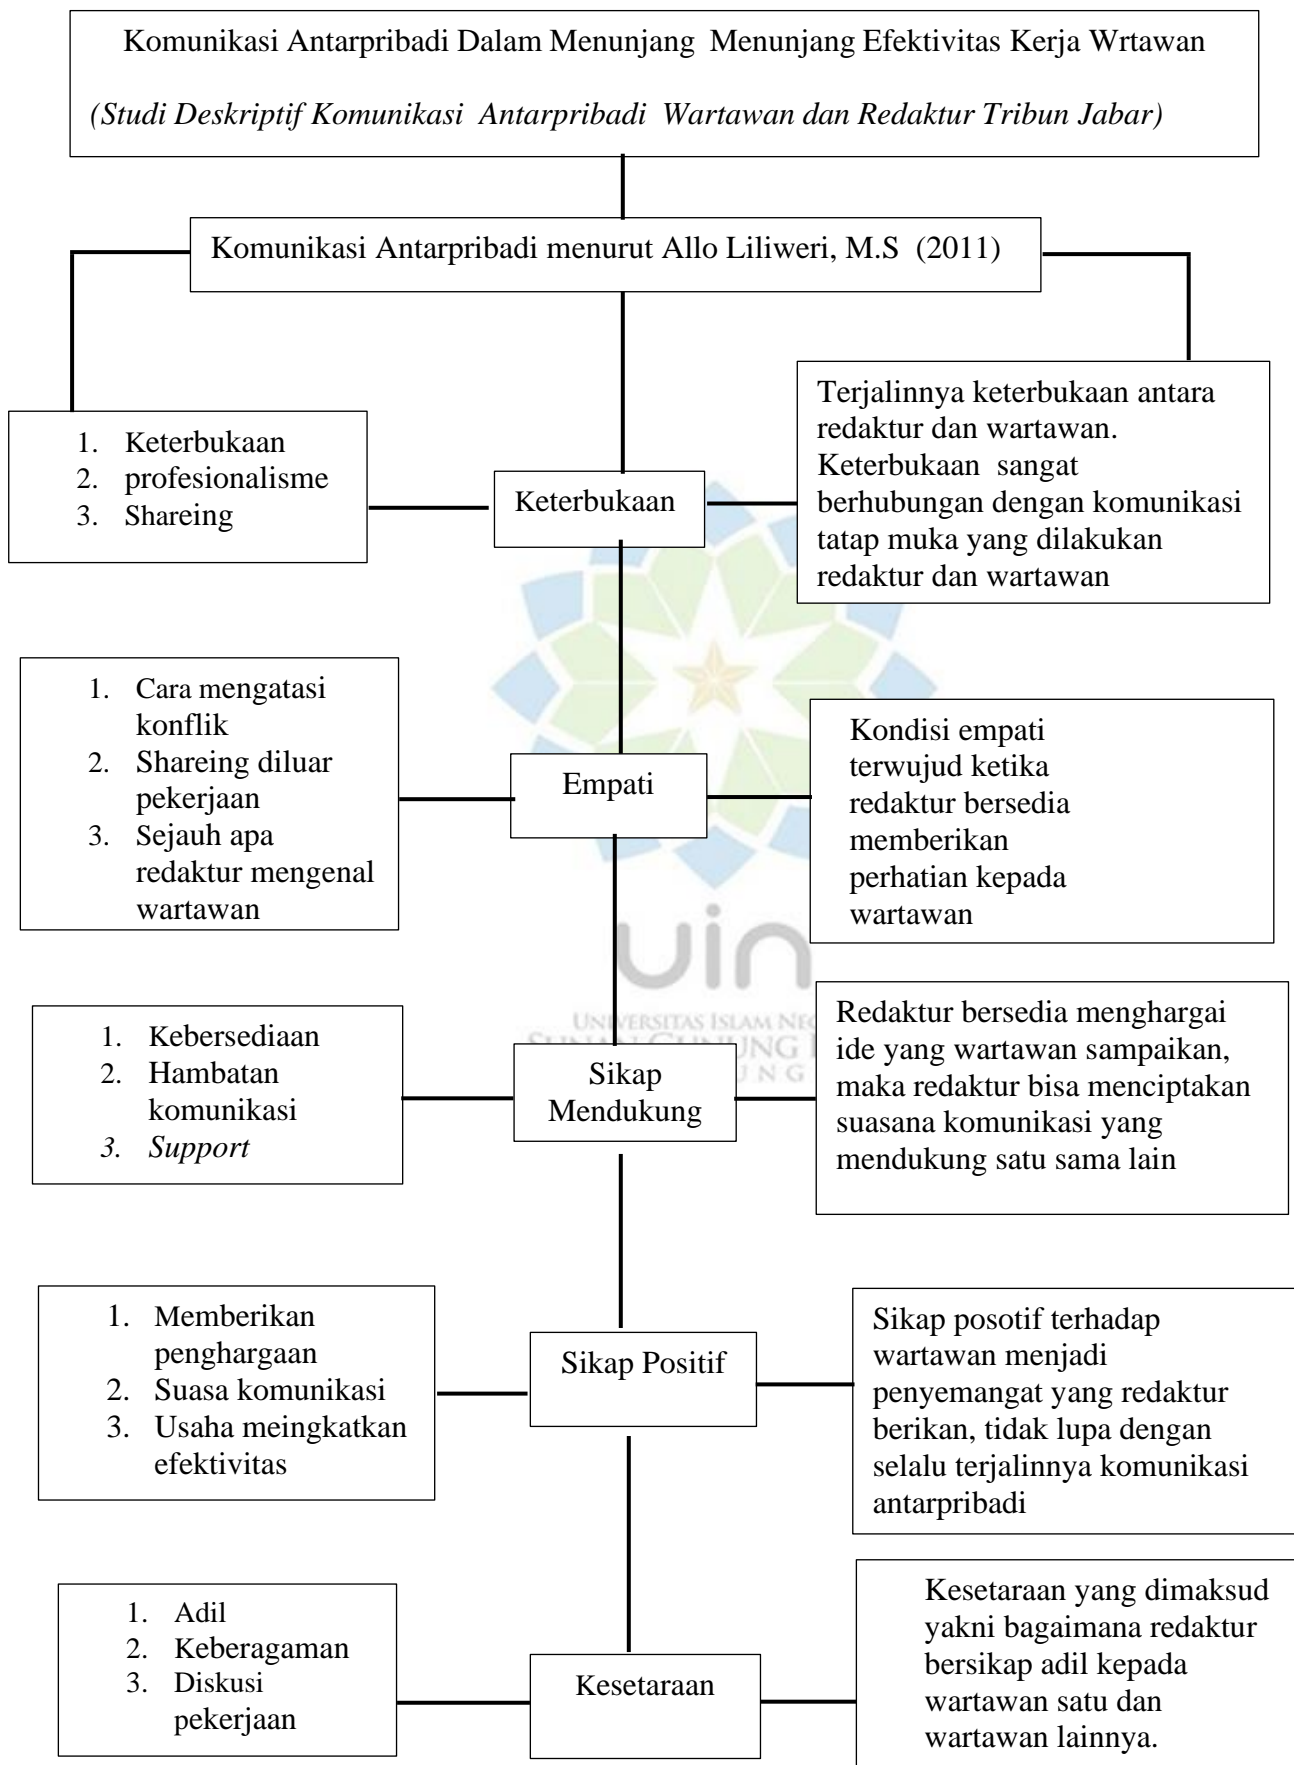 Komunikasi Antarpribadi Dalam Menunjang Menunjang Efektivitas Kerja Wrtawan
(Studi Deskriptif Komunikasi Antarpribadi Wartawan dan Redaktur Tribun Jabar)
Komunikasi Antarpribadi menurut Allo Liliweri, M.S (2011)
1. Keterbukaan
2. profesionalisme
3. Shareing
Keterbukaan
Terjalinnya keterbukaan antara
redaktur dan wartawan.
Keterbukaan sangat
berhubungan dengan komunikasi
tatap muka yang dilakukan
redaktur dan wartawan
1. Cara mengatasi
konflik
2. Shareing diluar
pekerjaan
3. Sejauh apa
redaktur mengenal
wartawan
Empati
Kondisi empati
terwujud ketika
redaktur bersedia
memberikan
perhatian kepada
wartawan
uin
UNIVERSITAS ISLAM
SUNAN GUNUNG
1. Kebersediaan
2. Hambatan
komunikasi
3. Support
Sikap
Mendukung
Redaktur bersedia menghargai
ide yang wartawan sampaikan,
maka redaktur bisa menciptakan
suasana komunikasi yang
mendukung satu sama lain
1. Memberikan
penghargaan
2. Suasa komunikasi
3. Usaha meingkatkan
efektivitas
Sikap Positif
Sikap posotif terhadap
wartawan menjadi
penyemangat yang redaktur
berikan, tidak lupa dengan
selalu terjalinnya komunikasi
antarpribadi
1. Adil
2. Keberagaman
3. Diskusi
pekerjaan
Kesetaraan
Kesetaraan yang dimaksud
yakni bagaimana redaktur
bersikap adil kepada
wartawan satu dan
wartawan lainnya.